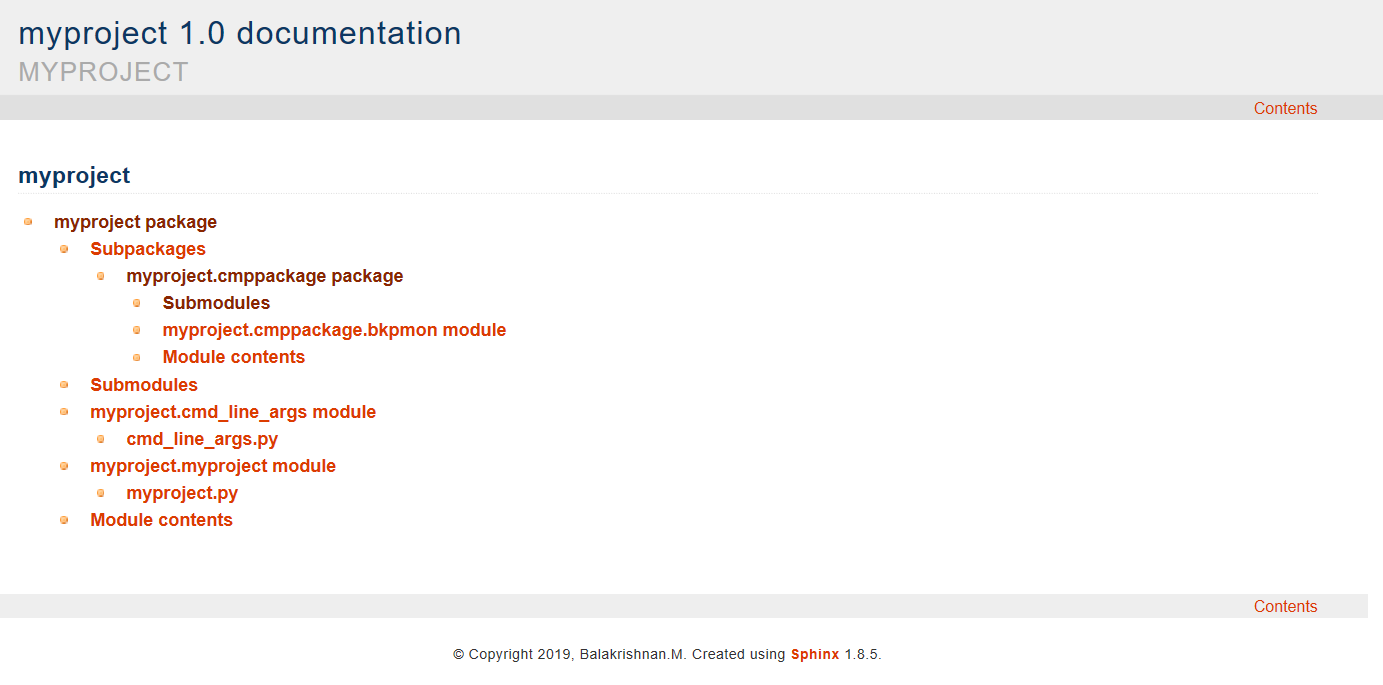 myproject 1.0 documentation
MYPROJECT
Contents
myproject
myproject package
Subpackages
myproject.cmppackage package
Submodules
myproject.cmppackage.bkpmon module
Module contents
Submodules
myproject.cmd_line_args module
cmd_line_args.py
myproject.myproject module
myproject.py
Module contents
Contents
© Copyright 2019, Balakrishnan.M. Created using Sphinx 1.8.5.